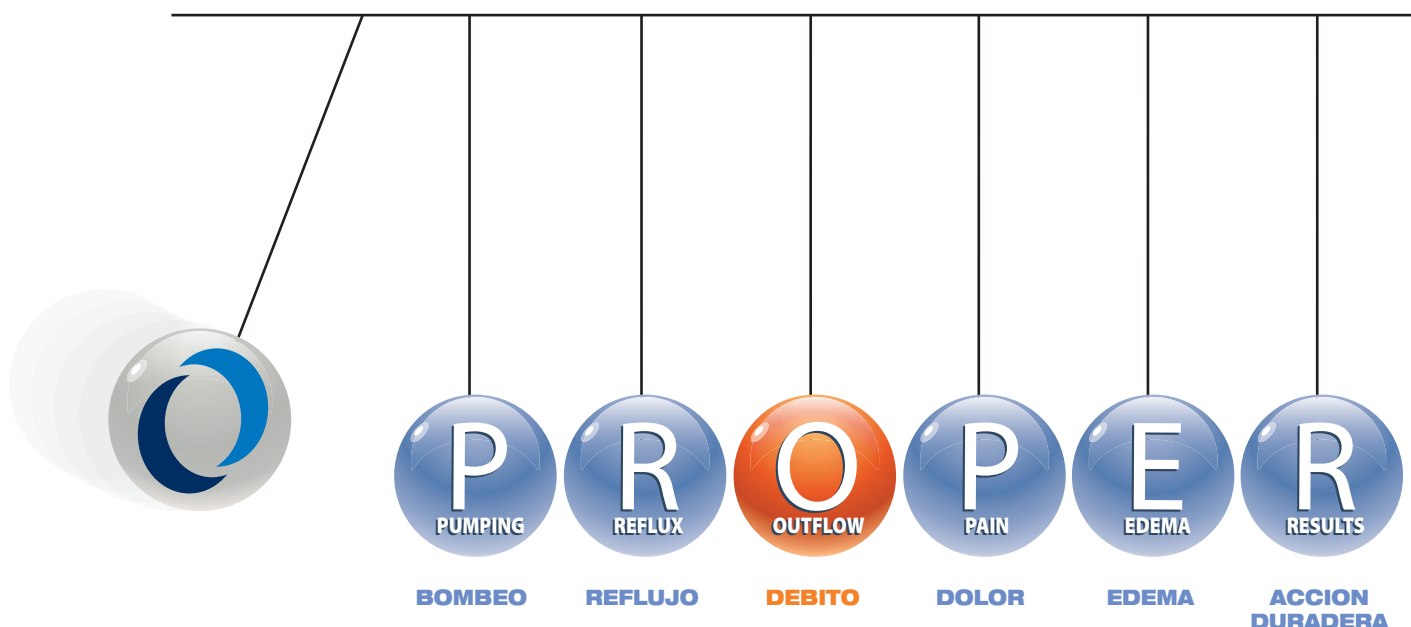 P R O P E R
PUMPING REFLUX OUTFLOW PAIN EDEMA RESULTS
BOMBEO REFLUJO DEBITO DOLOR EDEMA ACCION
DURADERA